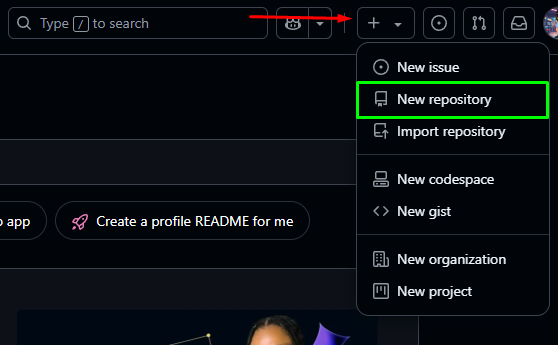 Type / to search
New issue
New repository
Import repository
New codespace
app
Create a profile README for me
New gist
New organization
New project